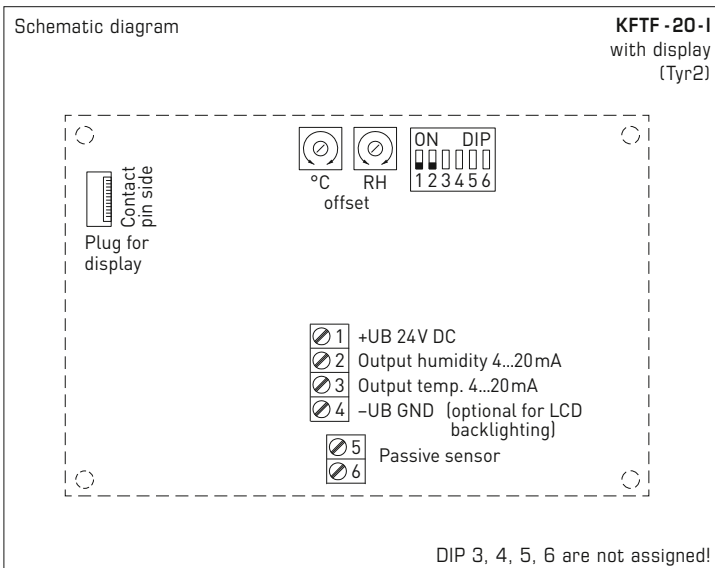 Schematic diagram
KFTF - 20 - I
with display
(Tyr2)
ON DIP
1 2 3 4 5 6
°C RH
offset
Contact
pin side
Plug for
display
1 +UB 24V DC
2 Output humidity 4...20mA
3 Output temp. 4...20mA
4 –UB GND (optional for LCD
backlighting)
5
Passive sensor
6
DIP 3, 4, 5, 6 are not assigned!